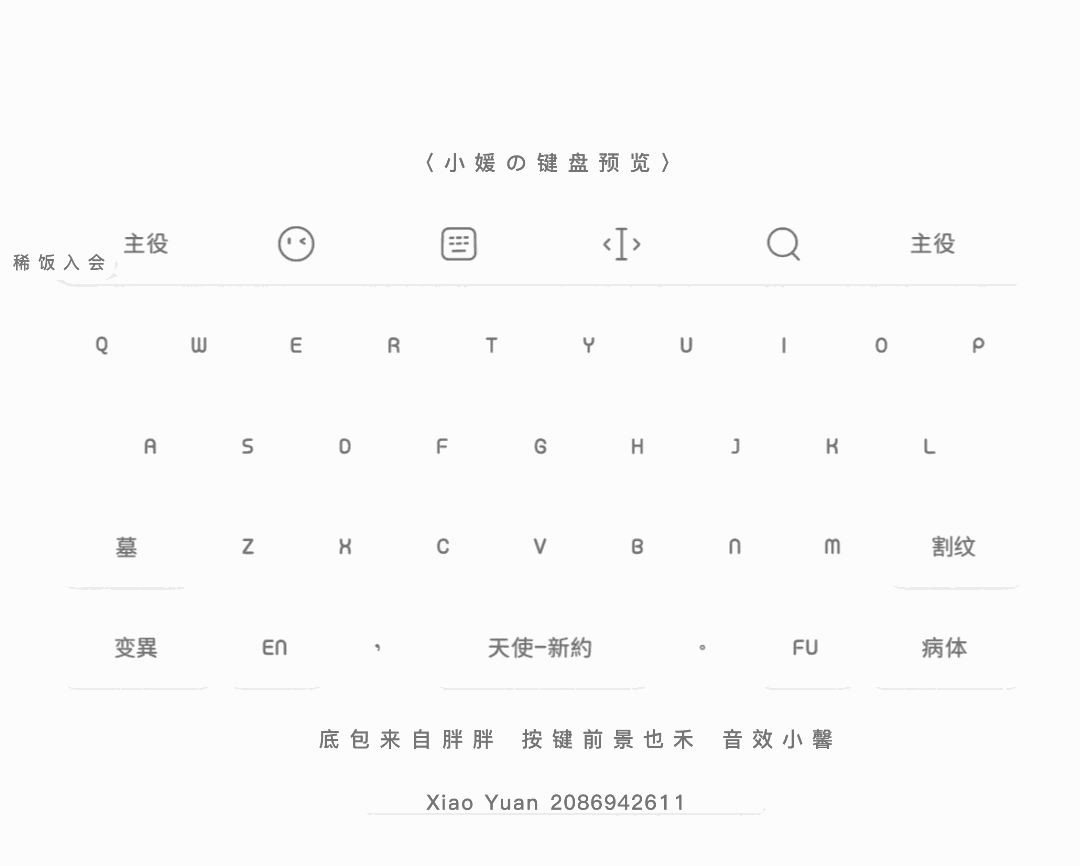 〈小媛の键盘预览〉
主役 主役
稀饭入会
Q W E R T Y U I O P
A S D F G H J K L
墓 Z X C V B N M 割纹
变異 EN , 天使-新約 。 FU 病体
底包来自胖胖 按键前景也禾 音效小馨
Xiao Yuan 2086942611